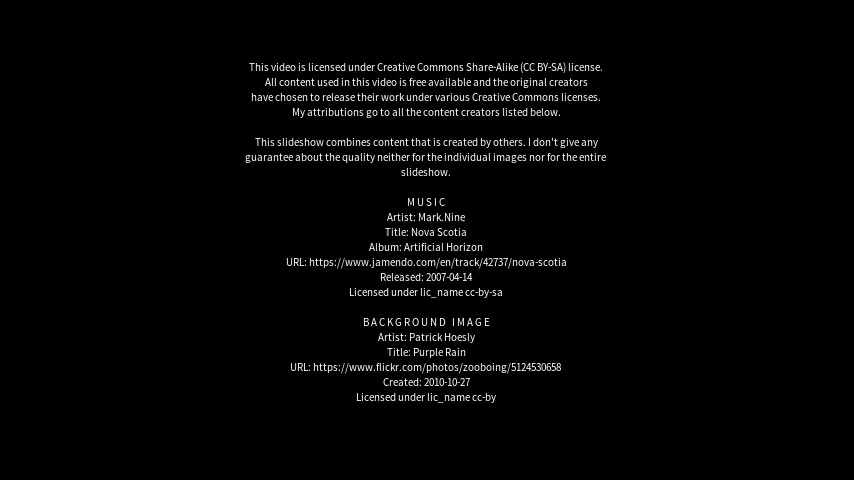 This video is licensed under Creative Commons Share-Alike (CC BY-SA) license.
All content used in this video is free available and the original creators
have chosen to release their work under various Creative Commons licenses.
My attributions go to all the content creators listed below.
This slideshow combines content that is created by others. I don't give any
guarantee about the quality neither for the individual images nor for the entire
slideshow.
MUSIC
Artist: Mark.Nine
Title: Nova Scotia
Album: Artificial Horizon
URL: https://www.jamendo.com/en/track/42737/nova-scotia
Released: 2007-04-14
Licensed under lic_name cc-by-sa
BACKGROUND IMAGE
Artist: Patrick Hoesly
Title: Purple Rain
URL: https://www.flickr.com/photos/zooboing/5124530658
Created: 2010-10-27
Licensed under lic_name cc-by